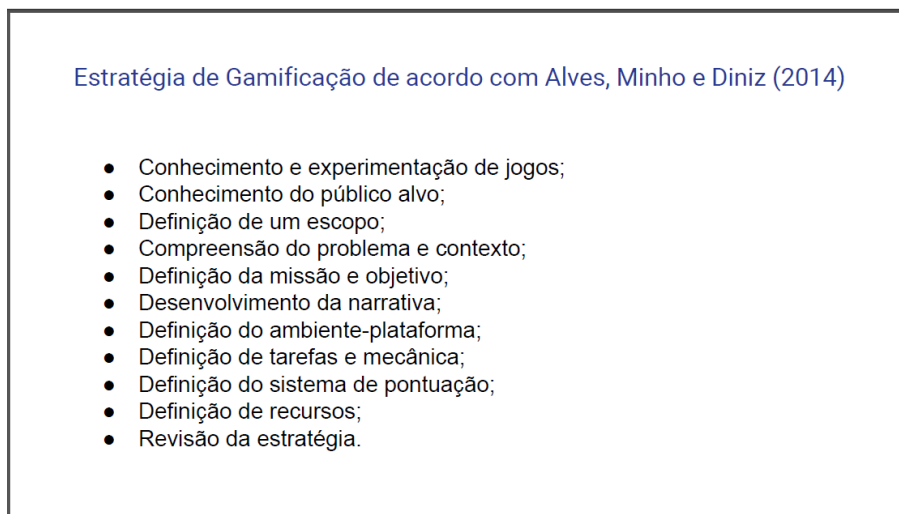 Estratégia de Gamificação de acordo com Alves, Minho e Diniz (2014)
● Conhecimento e experimentação de jogos;
● Conhecimento do público alvo;
● Definição de um escopo;
● Compreensão do problema e contexto;
● Definição da missão e objetivo;
● Desenvolvimento da narrativa;
● Definição do ambiente-plataforma;
● Definição de tarefas e mecânica;
● Definição do sistema de pontuação;
● Definição de recursos;
● Revisão da estratégia.